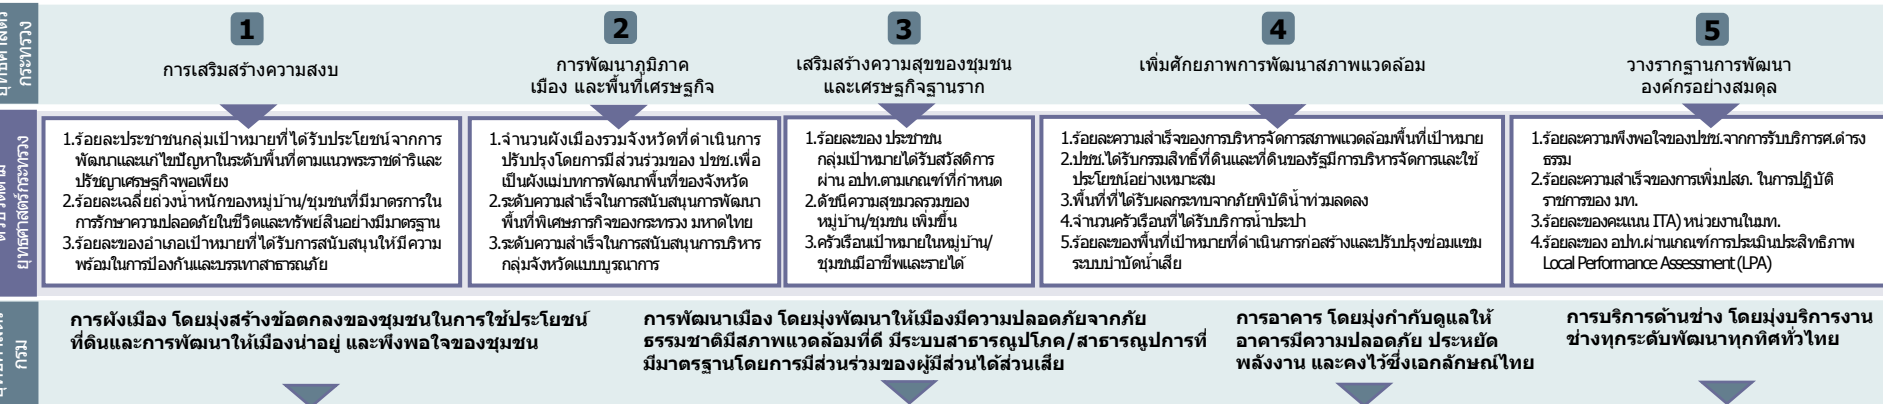 ยุทธศาสตร์
กระทรวง
1
การเสริมสร้างความสงบ
2
การพัฒนาภูมิภาค
เมือง และพื้นที่เศรษฐกิจ
3
เสริมสร้างความสุขของชุมชน
และเศรษฐกิจฐานราก
4
เพิ่มศักยภาพการพัฒนาสภาพแวดล้อม
5
วางรากฐานการพัฒนา
องค์กรอย่างสมดุล
ยุทธศาสตร์กระทรวง
1.ร้อยละประชาชนกลุ่มเป้าหมายที่ได้รับประโยชน์จากการ
พัฒนาและแก้ไขปัญหาในระดับพื้นที่ตามแนวพระราชดำริและ
ปรัชญาเศรษฐกิจพอเพียง
2.ร้อยละเฉลี่ยถ่วงน้ำหนักของหมู่บ้าน/ชุมชนที่มีมาตรการใน
การรักษาความปลอดภัยในชีวิตและทรัพย์สินอย่างมีมาตรฐาน
3.ร้อยละของอำเภอเป้าหมายที่ได้รับการสนับสนุนให้มีความ
พร้อมในการป้องกันและบรรเทาสาธารณภัย
1.จำนวนผังเมืองรวมจังหวัดที่ดำเนินการ
ปรับปรุงโดยการมีส่วนร่วมของ ปชช.เพื่อ
เป็นผังแม่บทการพัฒนาพื้นที่ของจังหวัด
2.ระดับความสำเร็จในการสนับสนุนการพัฒนา
พื้นที่พิเศษภารกิจของกระทรวง มหาดไทย
3.ระดับความสำเร็จในการสนับสนุนการบริหาร
กลุ่มจังหวัดแบบบูรณาการ
1.ร้อยละของ ประชาชน
กลุ่มเป้าหมายได้รับสวัสดิการ
ผ่าน อปท.ตามเกณฑ์ที่กำหนด
2.ดัชนีความสุขมวลรวมของ
หมู่บ้าน/ชุมชน เพิ่มขึ้น
3.ครัวเรือนเป้าหมายในหมู่บ้าน/
ชุมชนมีอาชีพและรายได้
1.ร้อยละความสำเร็จของการบริหารจัดการสภาพแวดล้อมพื้นที่เป้าหมาย
2.ปชช.ได้รับกรรมสิทธิ์ที่ดินและที่ดินของรัฐมีการบริหารจัดการและใช้
ประโยชน์อย่างเหมาะสม
3.พื้นที่ที่ได้รับผลกระทบจากภัยพิบัติน้ำท่วมลดลง
4.จำนวนครัวเรือนที่ได้รับบริการน้ำประปา
5.ร้อยละของพื้นที่เป้าหมายที่ดำเนินการก่อสร้างและปรับปรุงซ่อมแซม
ระบบบำบัดน้ำเสีย
1.ร้อยละความพึงพอใจของปชช.จากการรับบริการศ.ดำรง
ธรรม
2.ร้อยละความสำเร็จของการเพิ่มปสภ. ในการปฏิบัติ
ราชการของ มท.
3.ร้อยละของคะแนน ITA) หน่วยงานในมท.
4.ร้อยละของ อปท.ผ่านเกณฑ์การประเมินประสิทธิภาพ
Local Performance Assessment (LPA)
กรม
การผังเมือง โดยมุ่งสร้างข้อตกลงของชุมชนในการใช้ประโยชน์
ที่ดินและการพัฒนาให้เมืองน่าอยู่ และพึงพอใจของชุมชน
การพัฒนาเมือง โดยมุ่งพัฒนาให้เมืองมีความปลอดภัยจากภัย
ธรรมชาติมีสภาพแวดล้อมที่ดี มีระบบสาธารณูปโภค/สาธารณูปการที่
มีมาตรฐานโดยการมีส่วนร่วมของผู้มีส่วนได้ส่วนเสีย
การอาคาร โดยมุ่งกำกับดูแลให้
อาคารมีความปลอดภัย ประหยัด
พลังงาน และคงไว้ซึ่งเอกลักษณ์ไทย
การบริการด้านช่าง โดยมุ่งบริการงาน
ช่างทุกระดับพัฒนาทุกทิศทั่วไทย